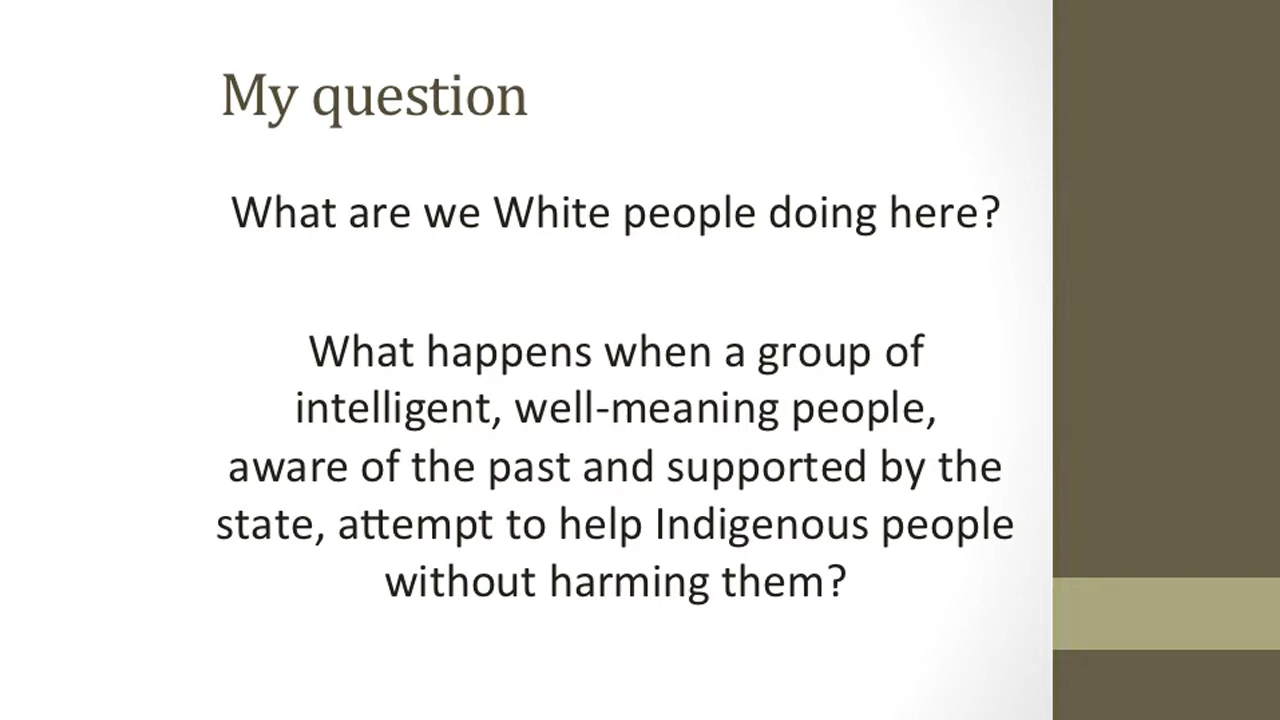 My question
What are we White people doing here?
What happens when a group of
intelligent, well-meaning people,
aware of the past and supported by the
state, attempt to help Indigenous people
without harming them?